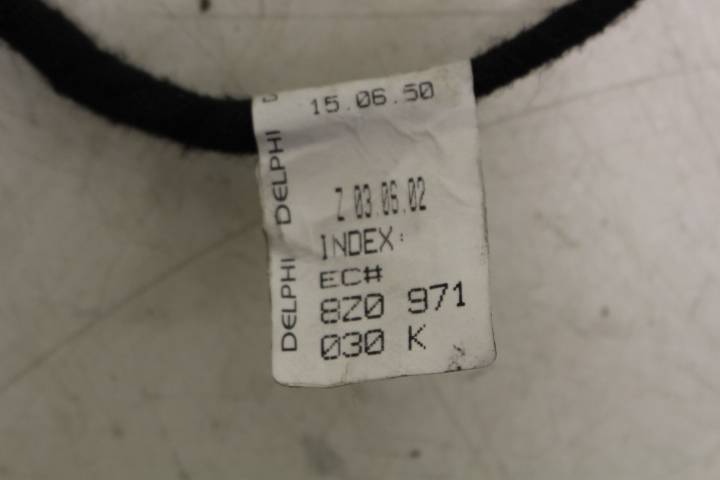 15.06.50
Z 03.06.02
INDEX:
EC#
8Z0 971
030 K
DELPHI
DELPHI